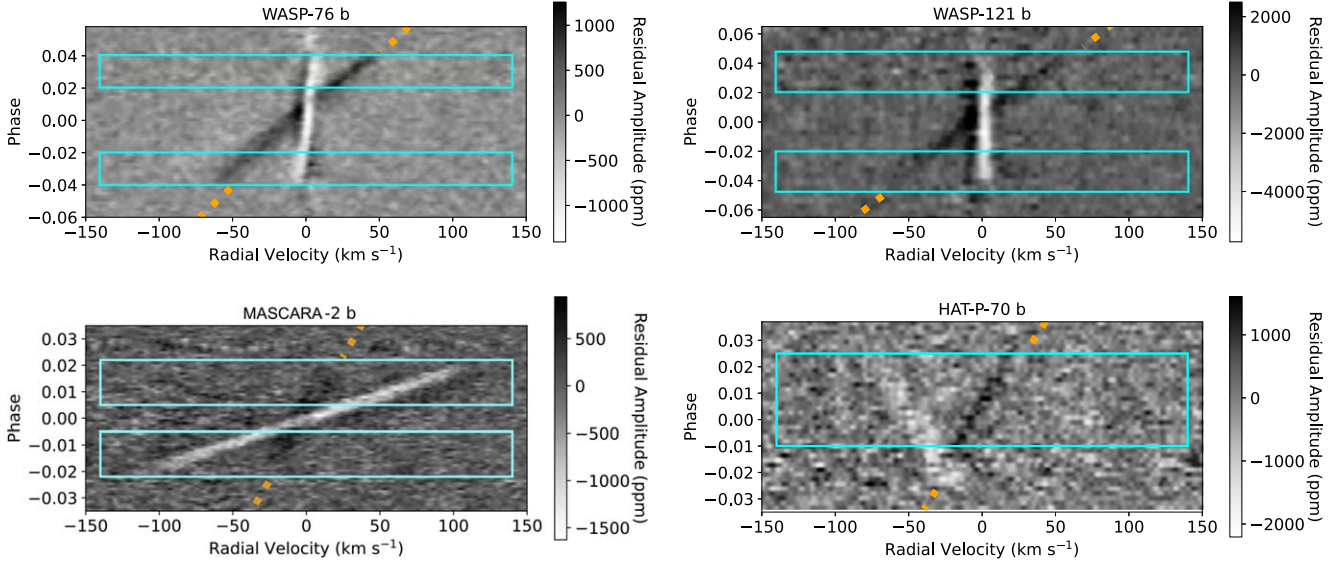 WASP-76 b
0.04
0.02
0.00
−0.02
−0.04
−0.06
Phase
−150 −100 −50 0 50 100 150
Radial Velocity (km s⁻¹)
1000
500
0
−500
−1000
Residual Amplitude (ppm)
WASP-121 b
0.06
0.04
0.02
0.00
−0.02
−0.04
−0.06
Phase
−150 −100 −50 0 50 100 150
Radial Velocity (km s⁻¹)
2000
0
−2000
−4000
Residual Amplitude (ppm)
MASCARA-2 b
0.03
0.02
0.01
0.00
−0.01
−0.02
−0.03
Phase
−150 −100 −50 0 50 100 150
Radial Velocity (km s⁻¹)
500
0
−500
−1000
−1500
Residual Amplitude (ppm)
HAT-P-70 b
0.03
0.02
0.01
0.00
−0.01
−0.02
−0.03
Phase
−150 −100 −50 0 50 100 150
Radial Velocity (km s⁻¹)
1000
0
−1000
−2000
Residual Amplitude (ppm)